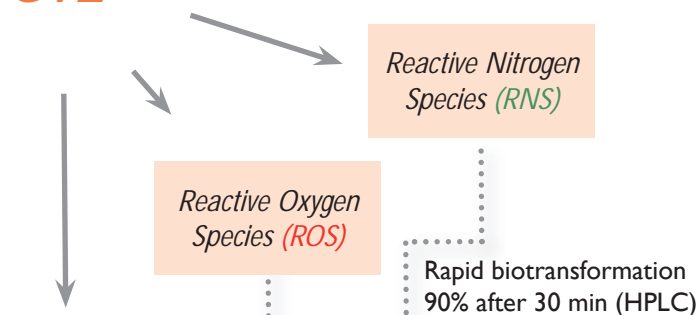 Reactive Nitrogen
Species (RNS)
Reactive Oxygen
Species (ROS)
Rapid biotransformation
90% after 30 min (HPLC)